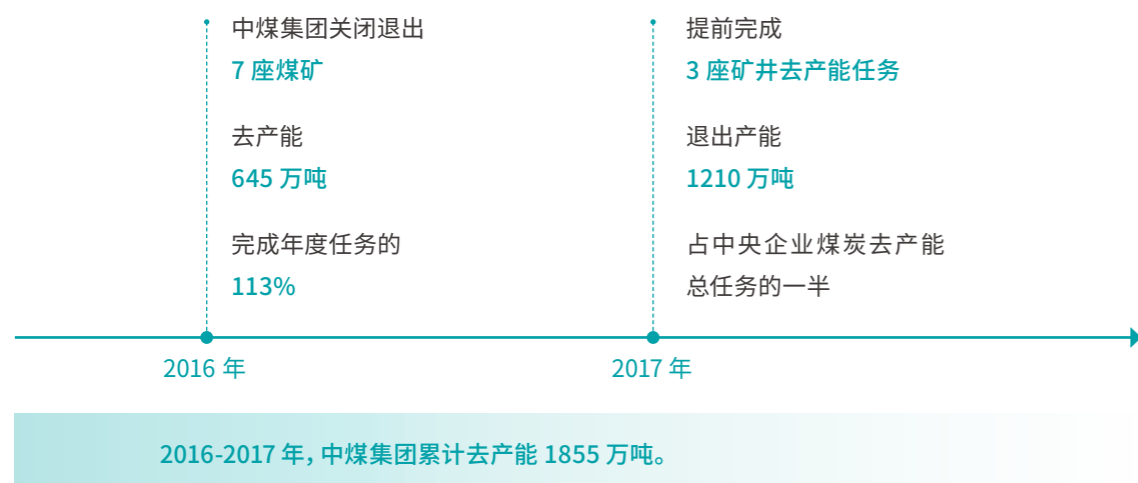 中煤集团关闭退出
7 座煤矿
去产能
645 万吨
完成年度任务的
113%
2016 年
提前完成
3 座矿井去产能任务
退出产能
1210 万吨
占中央企业煤炭去产能
总任务的一半
2017 年
2016-2017 年，中煤集团累计去产能 1855 万吨。